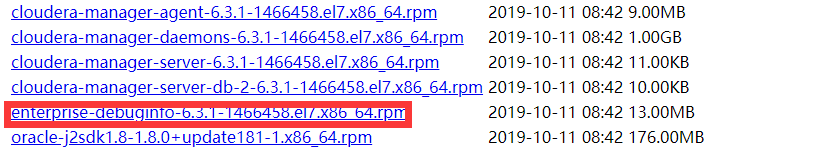 cloudera-manager-agent-6.3.1-1466458.el7.x86_64.rpm 2019-10-11 08:42 9.00MB
cloudera-manager-daemons-6.3.1-1466458.el7.x86_64.rpm 2019-10-11 08:42 1.00GB
cloudera-manager-server-6.3.1-1466458.el7.x86_64.rpm 2019-10-11 08:42 11.00KB
cloudera-manager-server-db-2-6.3.1-1466458.el7.x86_64.rpm 2019-10-11 08:42 10.00KB
enterprise-debuginfo-6.3.1-1466458.el7.x86_64.rpm 2019-10-11 08:42 13.00MB
oracle-j2sdk1.8-1.8.0+update181-1.x86_64.rpm 2019-10-11 08:42 176.00MB